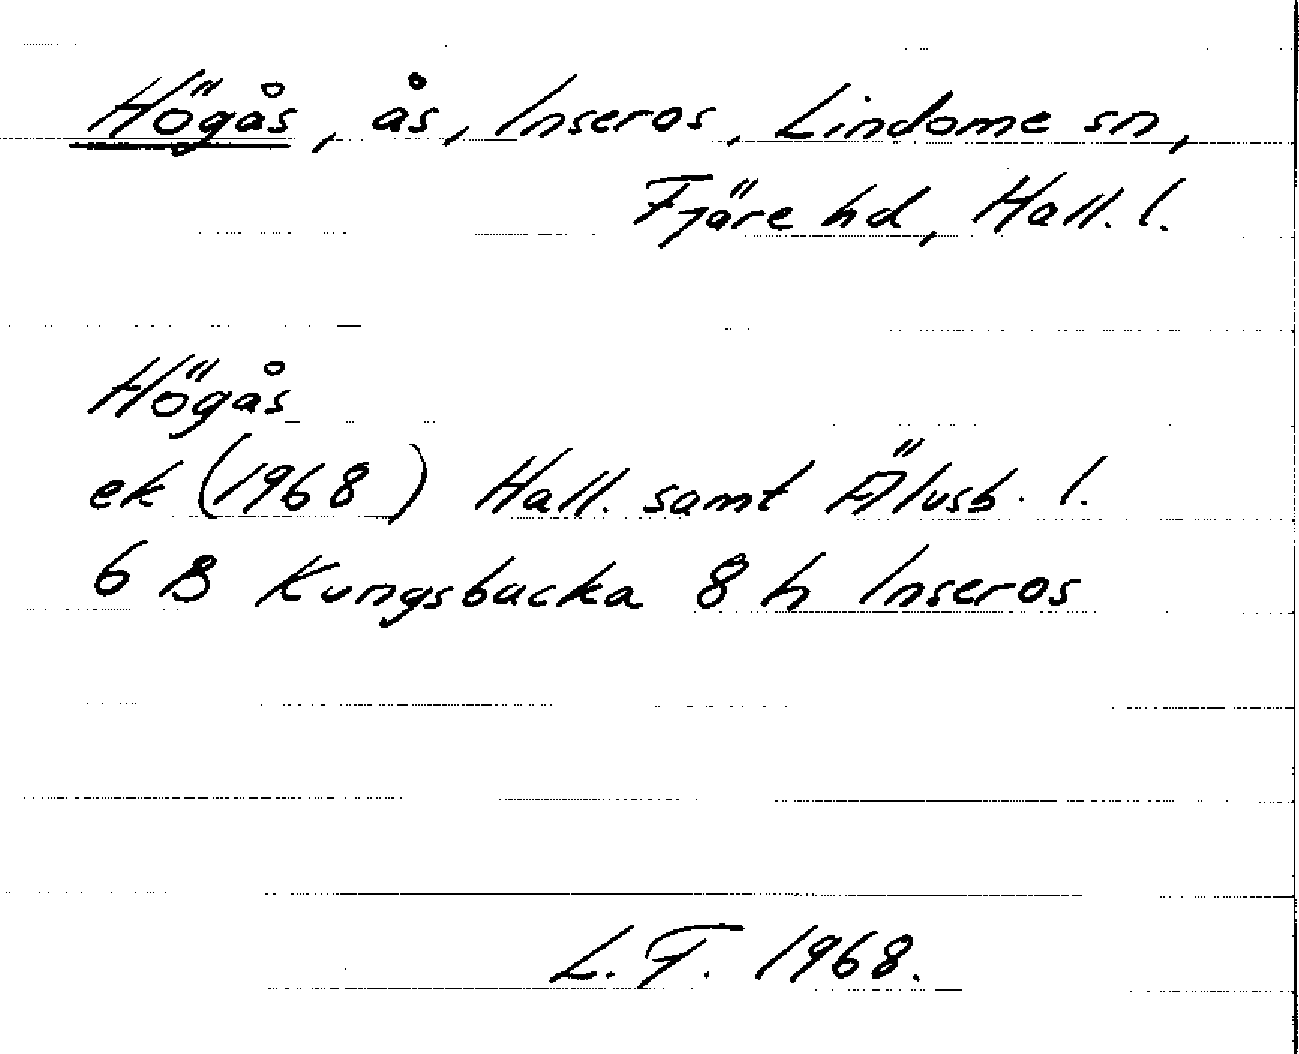 Högås, ås, Inseros, Lindome sn,
Fjäre hd, Hall. l.
Högås
ek (1968) Hall. samt Älvsb. l.
6 B Kungsbacka 8 h Inseros
L. F. 1968.